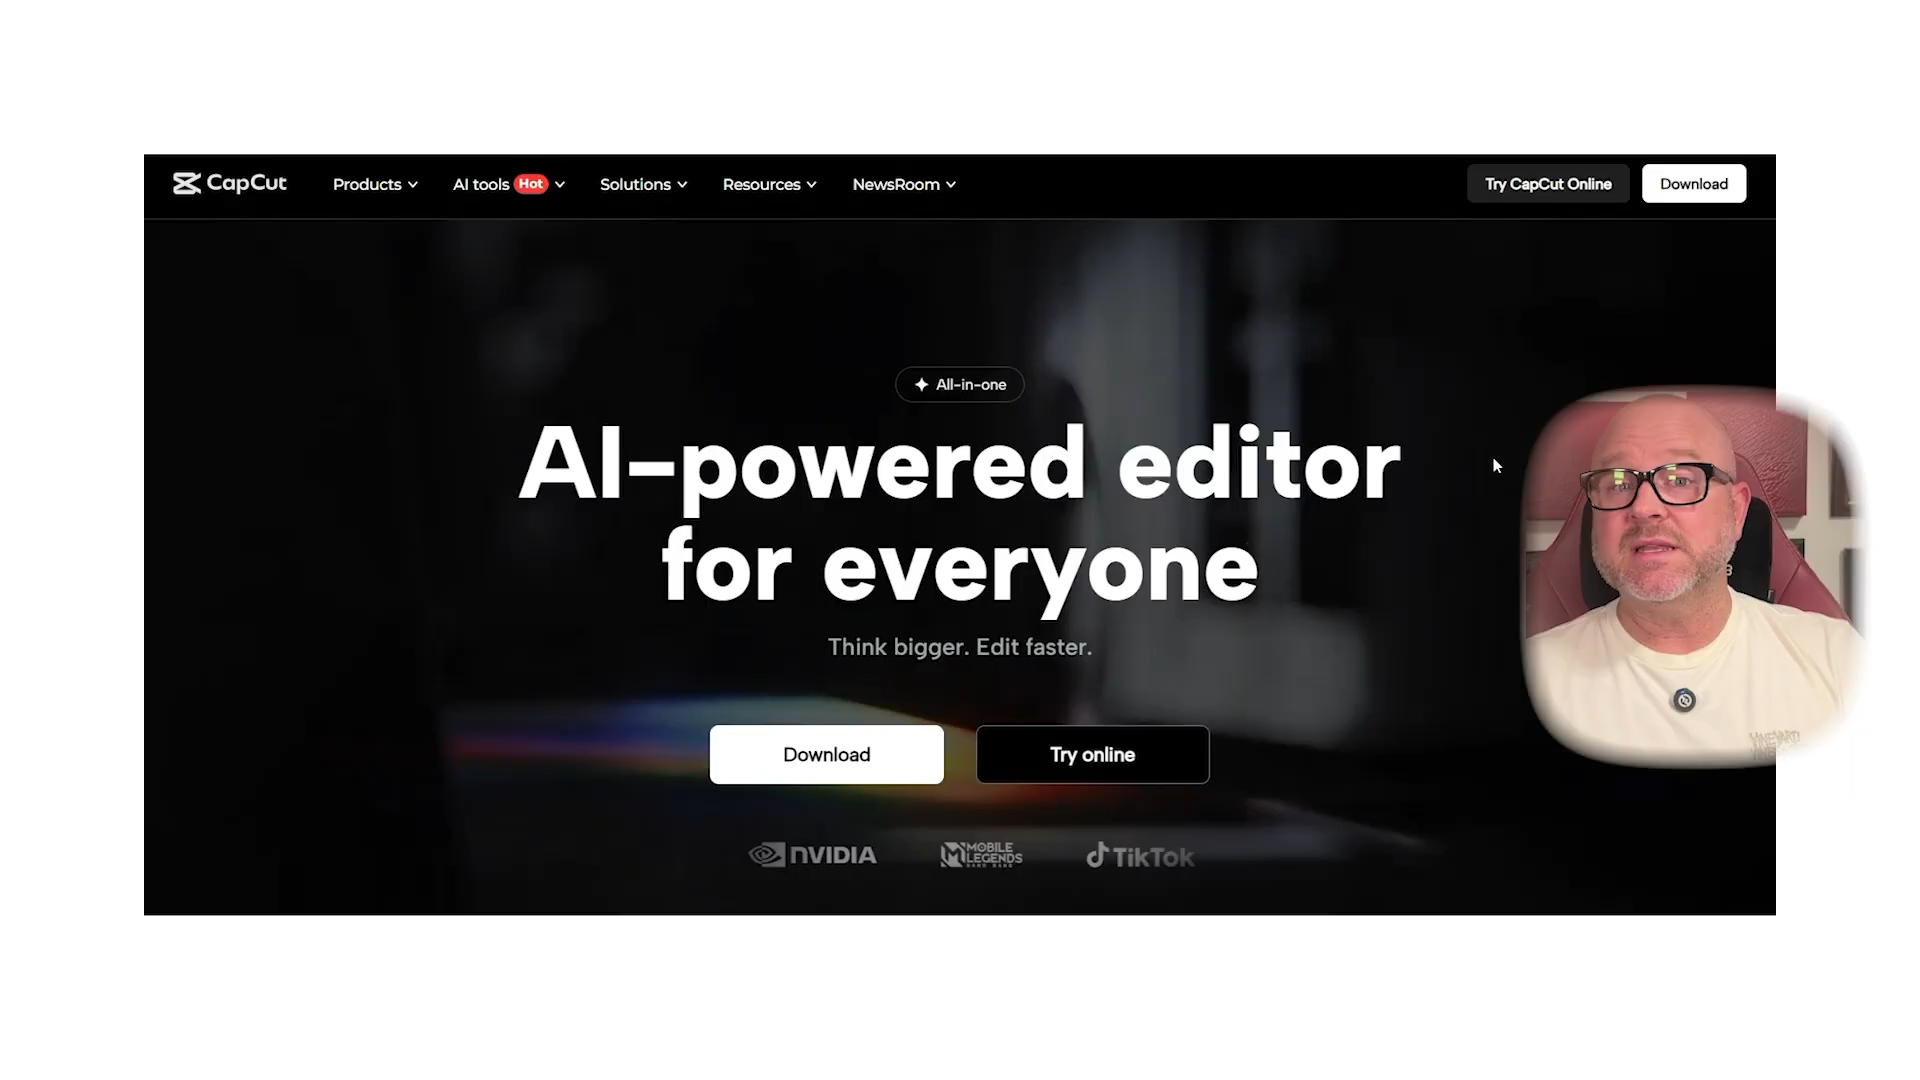 CapCut
Products
AI tools Hot
Solutions
Resources
NewsRoom
Try CapCut Online
Download
All-in-one
AI-powered editor
for everyone
Think bigger. Edit faster.
Download
Try online
NVIDIA
MOBILE
LEGENDS
TikTok